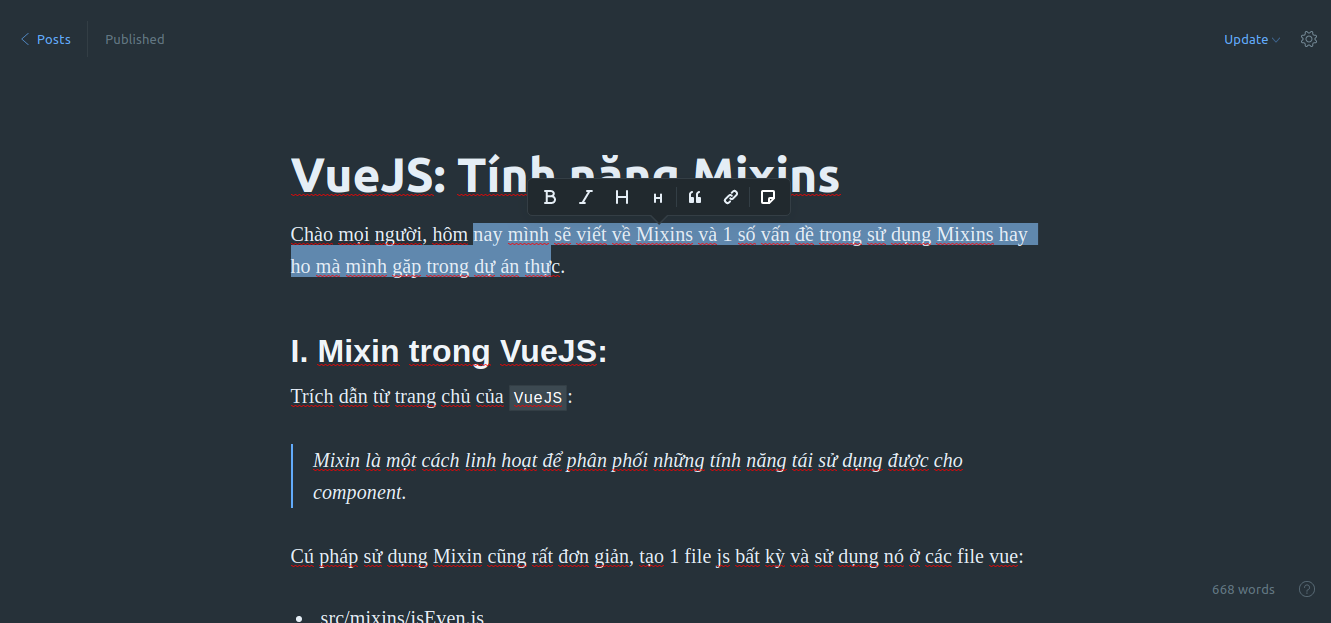 Posts
Published
Update
VueJS: Tính năng Mixins
B I H H
Chào mọi người, hôm nay mình sẽ viết về Mixins và 1 số vấn đề trong sử dụng Mixins hay
ho mà mình gặp trong dự án thực.
I. Mixin trong VueJS:
Trích dẫn từ trang chủ của VueJS:
Mixin là một cách linh hoạt để phân phối những tính năng tái sử dụng được cho
component.
Cú pháp sử dụng Mixin cũng rất đơn giản, tạo 1 file js bất kỳ và sử dụng nó ở các file vue:
668 words
• src/mixins/isEven.js